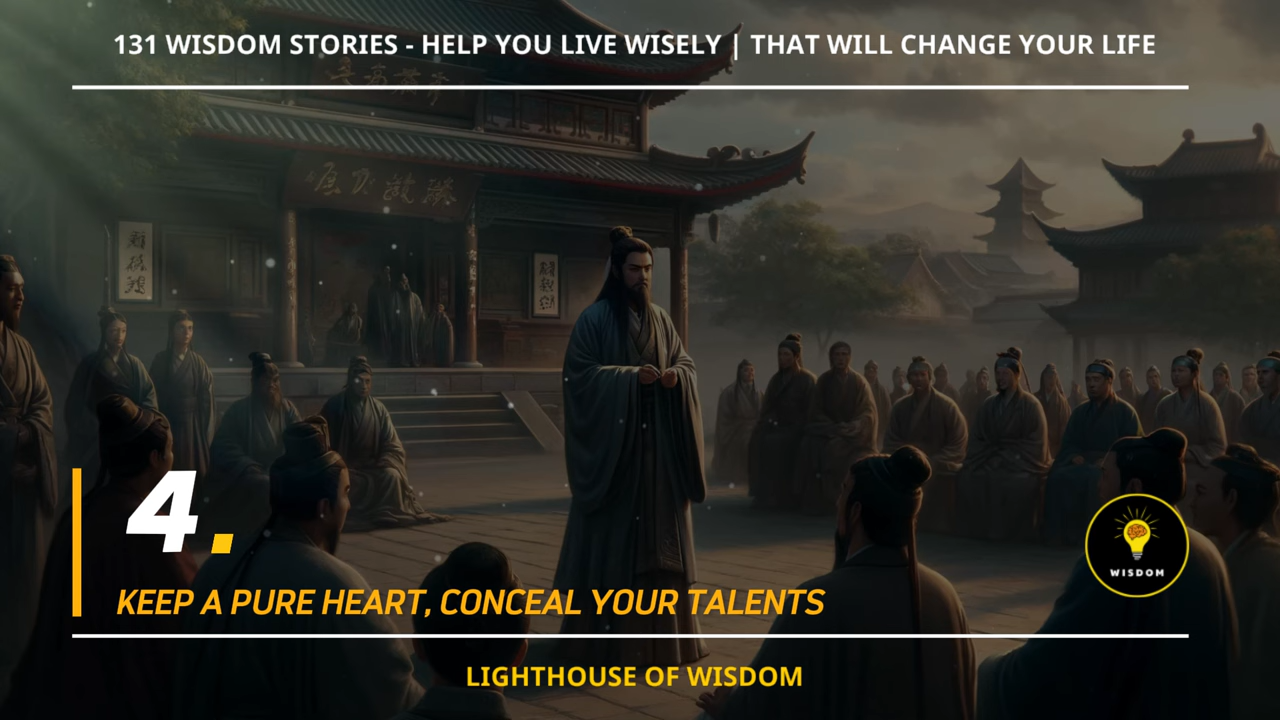 131 WISDOM STORIES - HELP YOU LIVE WISELY | THAT WILL CHANGE YOUR LIFE
4.
KEEP A PURE HEART, CONCEAL YOUR TALENTS
WISDOM
LIGHTHOUSE OF WISDOM